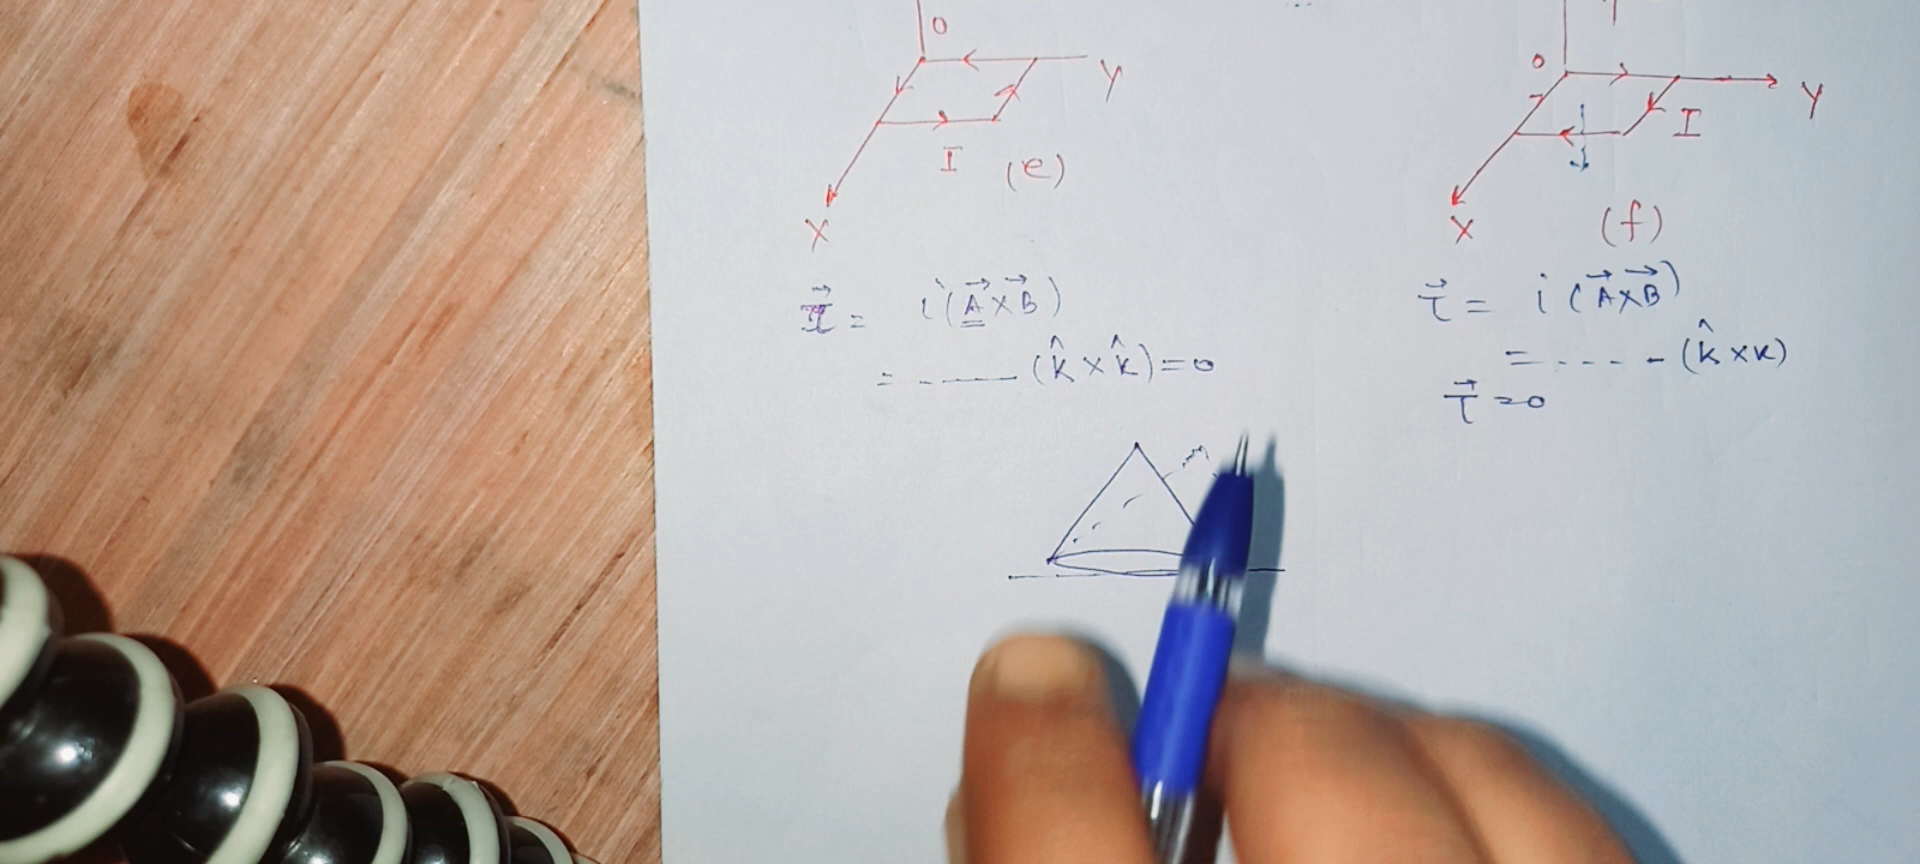 O
Y
X
I
(e)
O
Y
X
I
(f)
τ⃗ = i(A⃗×B⃗)
= .—— (k̂×k̂)=0
τ⃗ = i(A⃗×B⃗)
= ---- (k̂×k)
τ⃗ =0